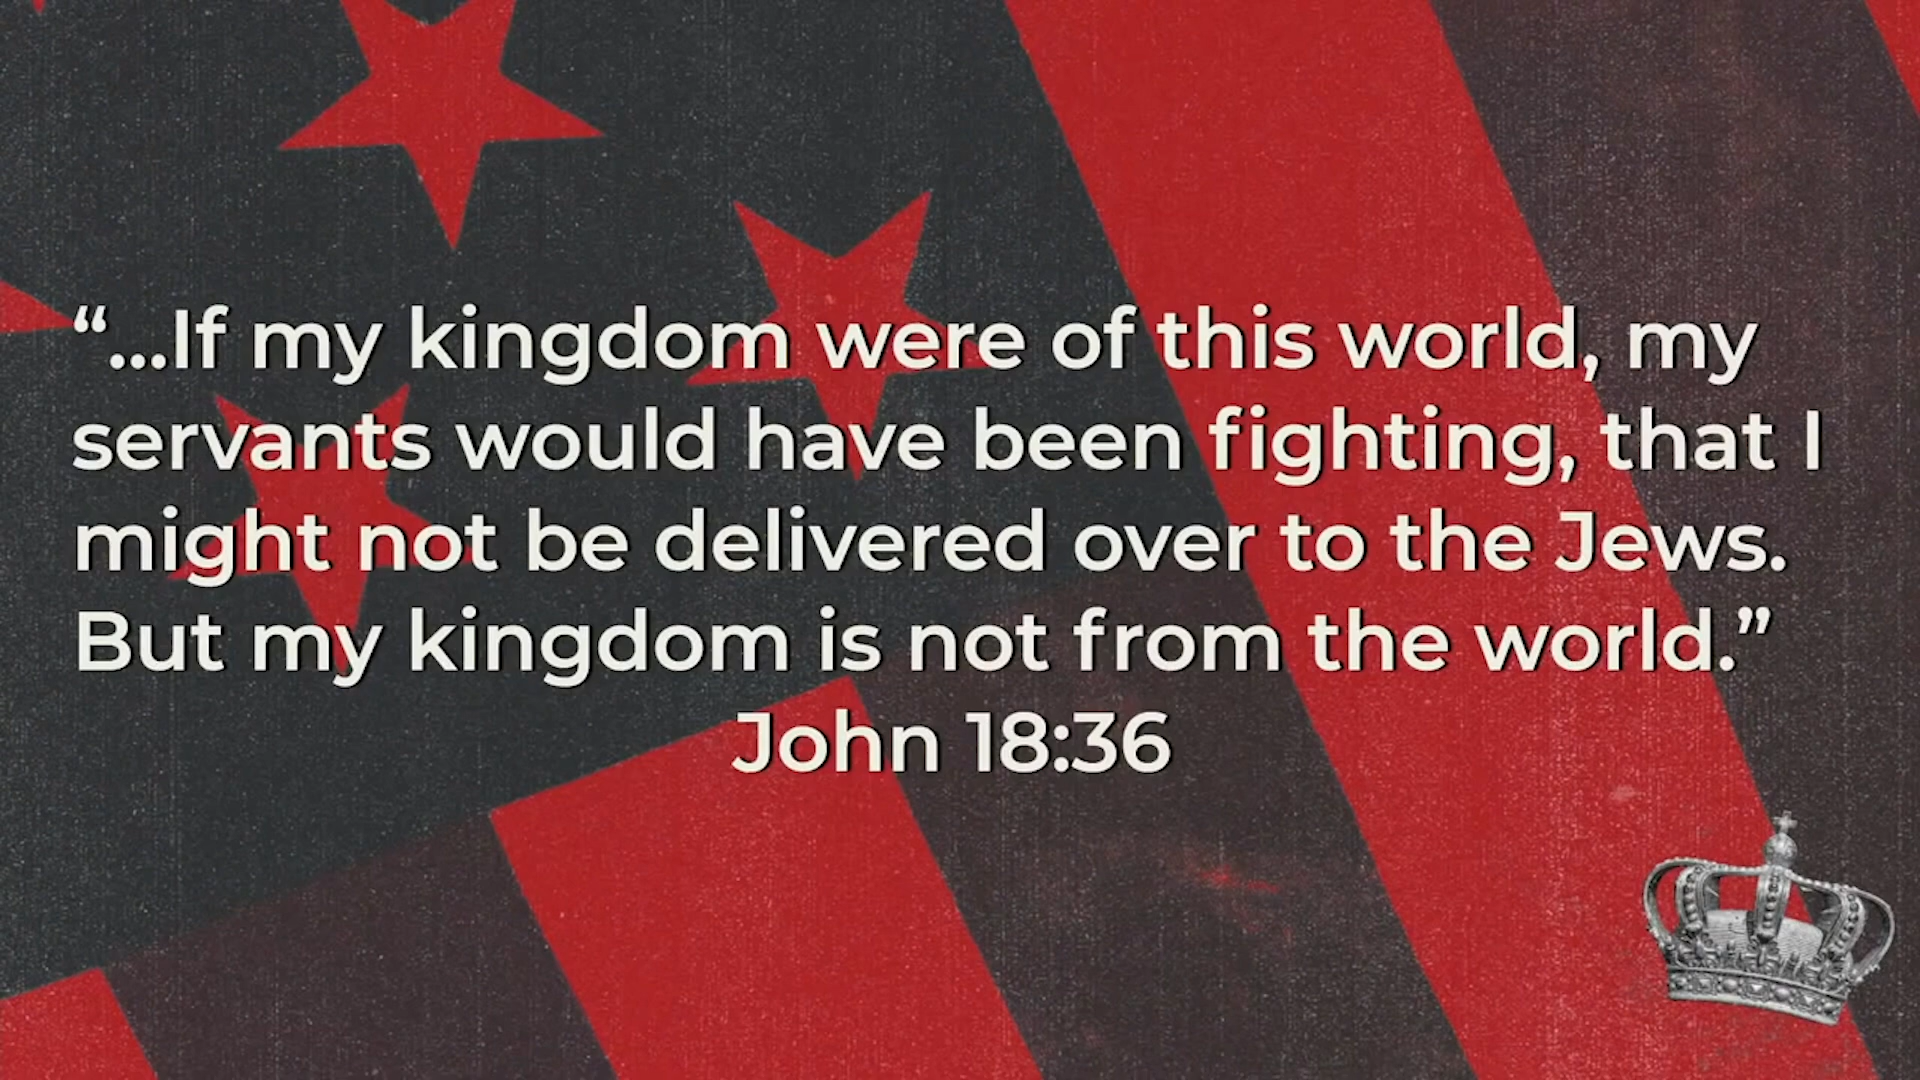 “...If my kingdom were of this world, my
servants would have been fighting, that I
might not be delivered over to the Jews.
But my kingdom is not from the world.”
John 18:36